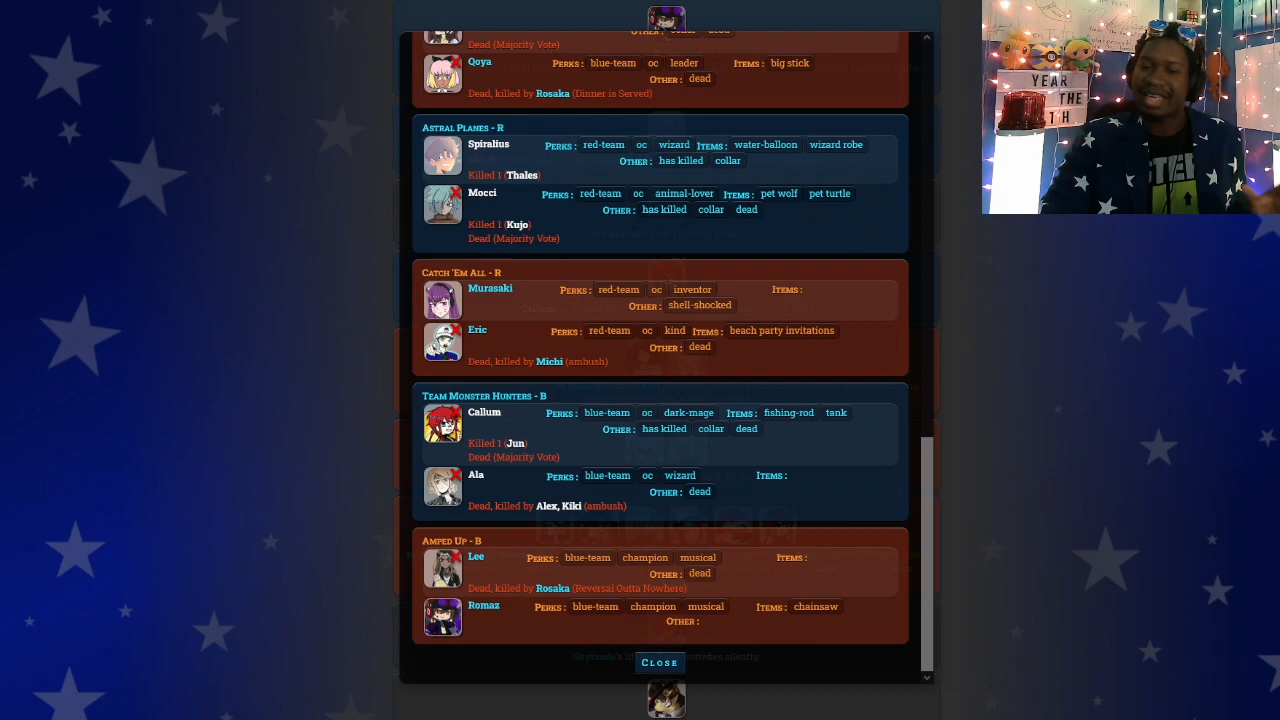 Dead (Majority Vote)
Qoya PERKS : blue-team oc leader ITEMS : big stick
OTHER : dead
Dead, killed by Rosaka (Dinner is Served)
ASTRAL PLANES - R
Spiralius PERKS : red-team oc wizard ITEMS : water-balloon wizard robe
OTHER : has killed collar
Killed 1 (Thales)
Mocci PERKS : red-team oc animal-lover ITEMS : pet wolf pet turtle
OTHER : has killed collar dead
Killed 1 (Kujo)
Dead (Majority Vote)
CATCH 'EM ALL - R
Murasaki PERKS : red-team oc inventor ITEMS :
OTHER : shell-shocked
Eric PERKS : red-team oc kind ITEMS : beach party invitations
OTHER : dead
Dead, killed by Michi (ambush)
TEAM MONSTER HUNTERS - B
Callum PERKS : blue-team oc dark-mage ITEMS : fishing-rod tank
OTHER : has killed collar dead
Killed 1 (Jun)
Dead (Majority Vote)
Ala PERKS : blue-team oc wizard ITEMS :
OTHER : dead
Dead, killed by Alex, Kiki (ambush)
AMPED UP - B
Lee PERKS : blue-team champion musical ITEMS :
OTHER : dead
Dead, killed by Rosaka (Reversal Outta Nowhere)
Romaz PERKS : blue-team champion musical ITEMS : chainsaw
OTHER :
CLOSE
YEAR
THE